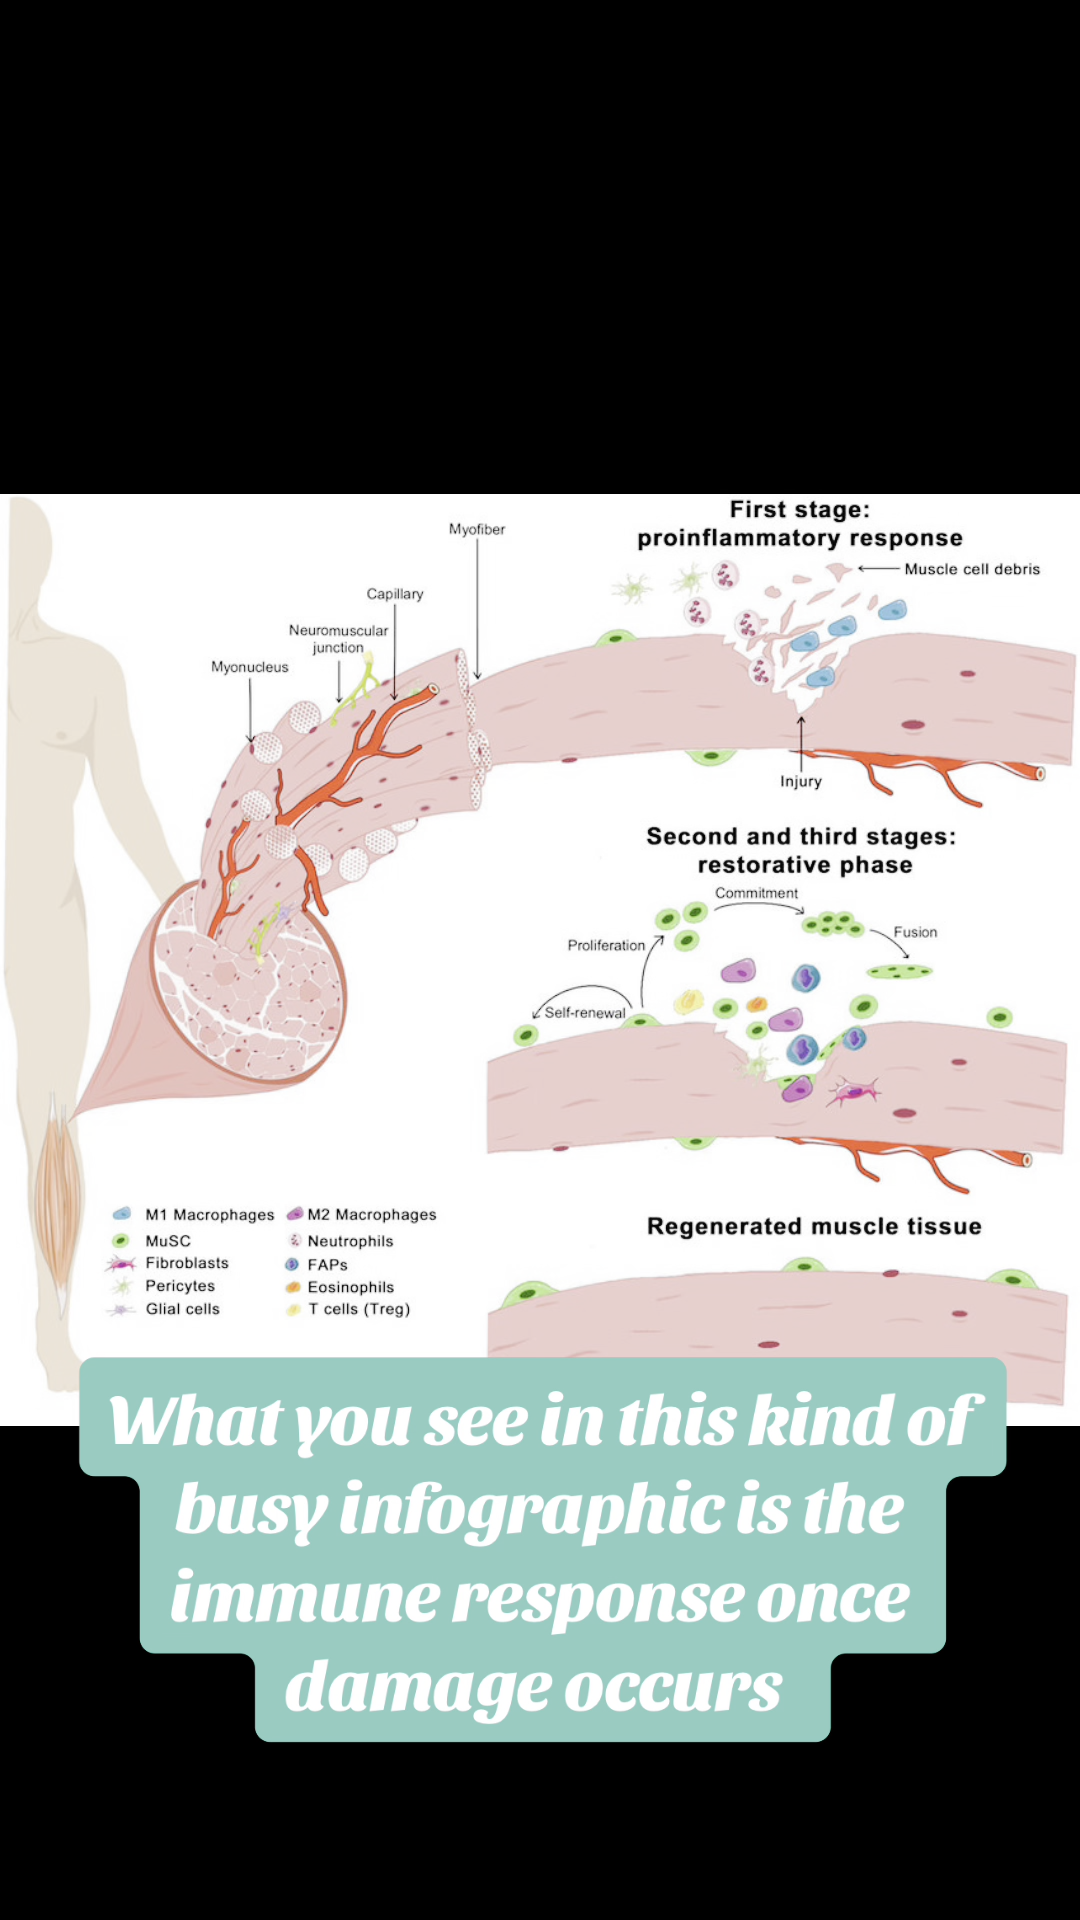 First stage:
proinflammatory response
Myofiber
Muscle cell debris
Capillary
Neuromuscular
junction
Myonucleus
Injury
Second and third stages:
restorative phase
Commitment
Fusion
Proliferation
Self-renewal
M1 Macrophages
M2 Macrophages
MuSC
Neutrophils
Fibroblasts
FAPs
Pericytes
Eosinophils
Glial cells
T cells (Treg)
Regenerated muscle tissue
What you see in this kind of
busy infographic is the
immune response once
damage occurs